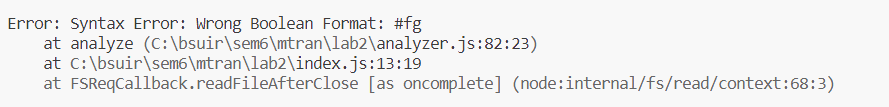 Error: Syntax Error: Wrong Boolean Format: #fg
at analyze (C:\bsuir\sem6\mtran\lab2\analyzer.js:82:23)
at C:\bsuir\sem6\mtran\lab2\index.js:13:19
at FSReqCallback.readFileAfterClose [as oncomplete] (node:internal/fs/read/context:68:3)